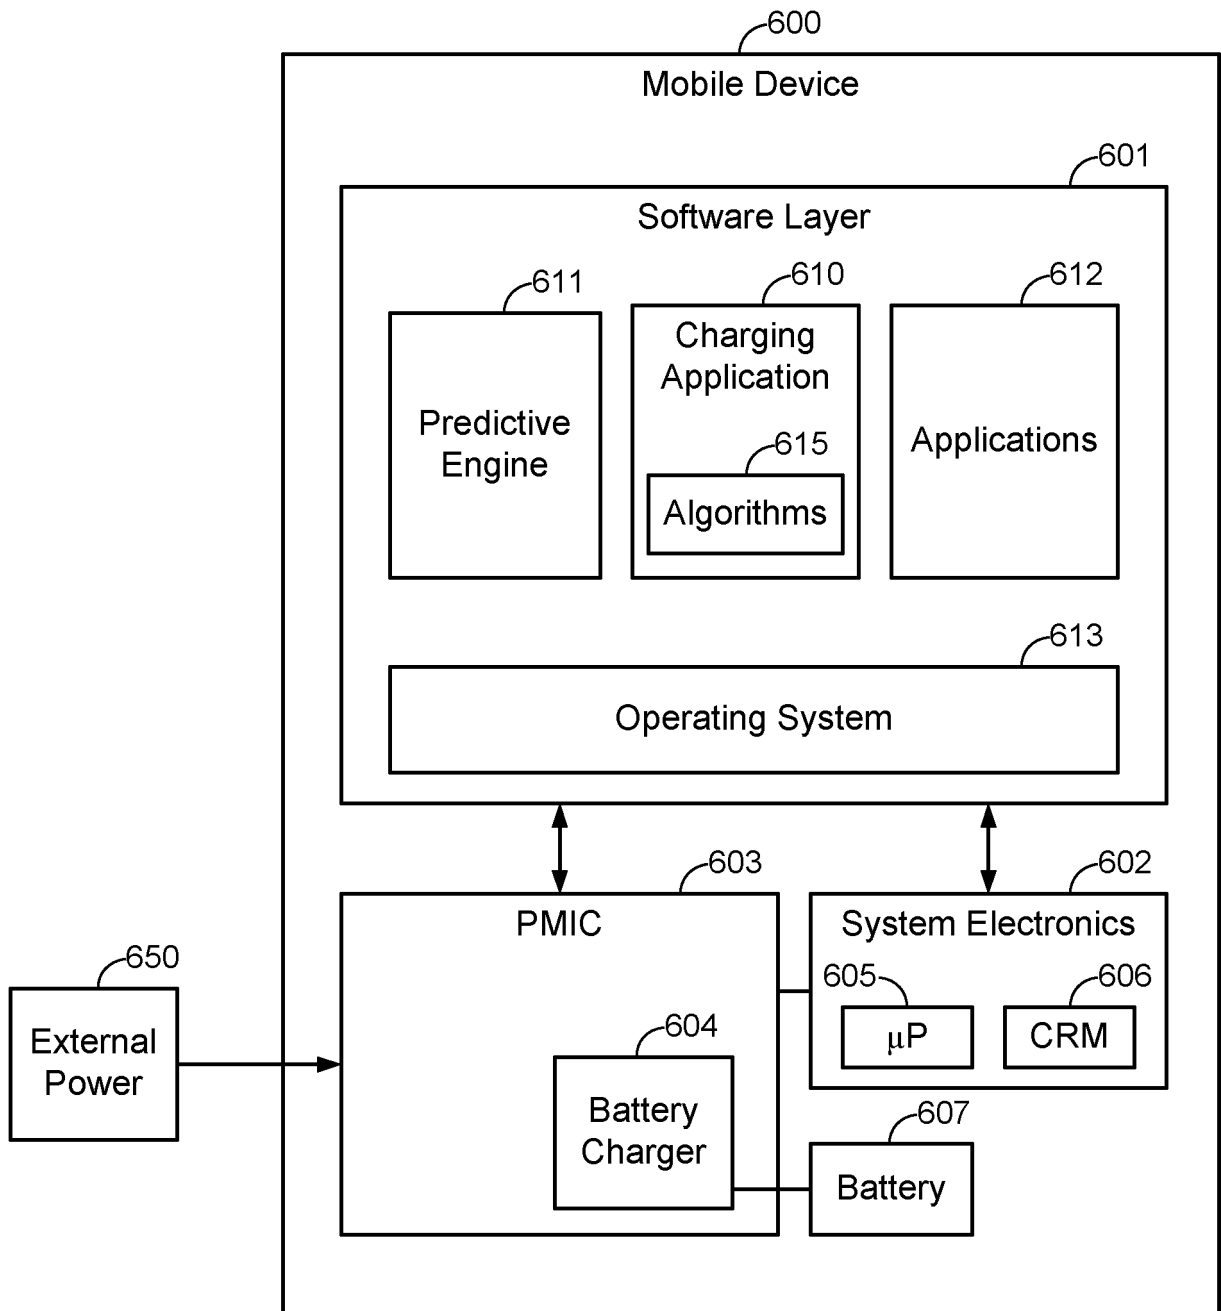 600
Mobile Device
601
Software Layer
611
610
612
Charging
Application
Predictive
Engine
Applications
615
Algorithms
613
Operating System
603
602
PMIC
System Electronics
650
605
606
External
Power
604
μP
CRM
Battery
Charger
607
Battery